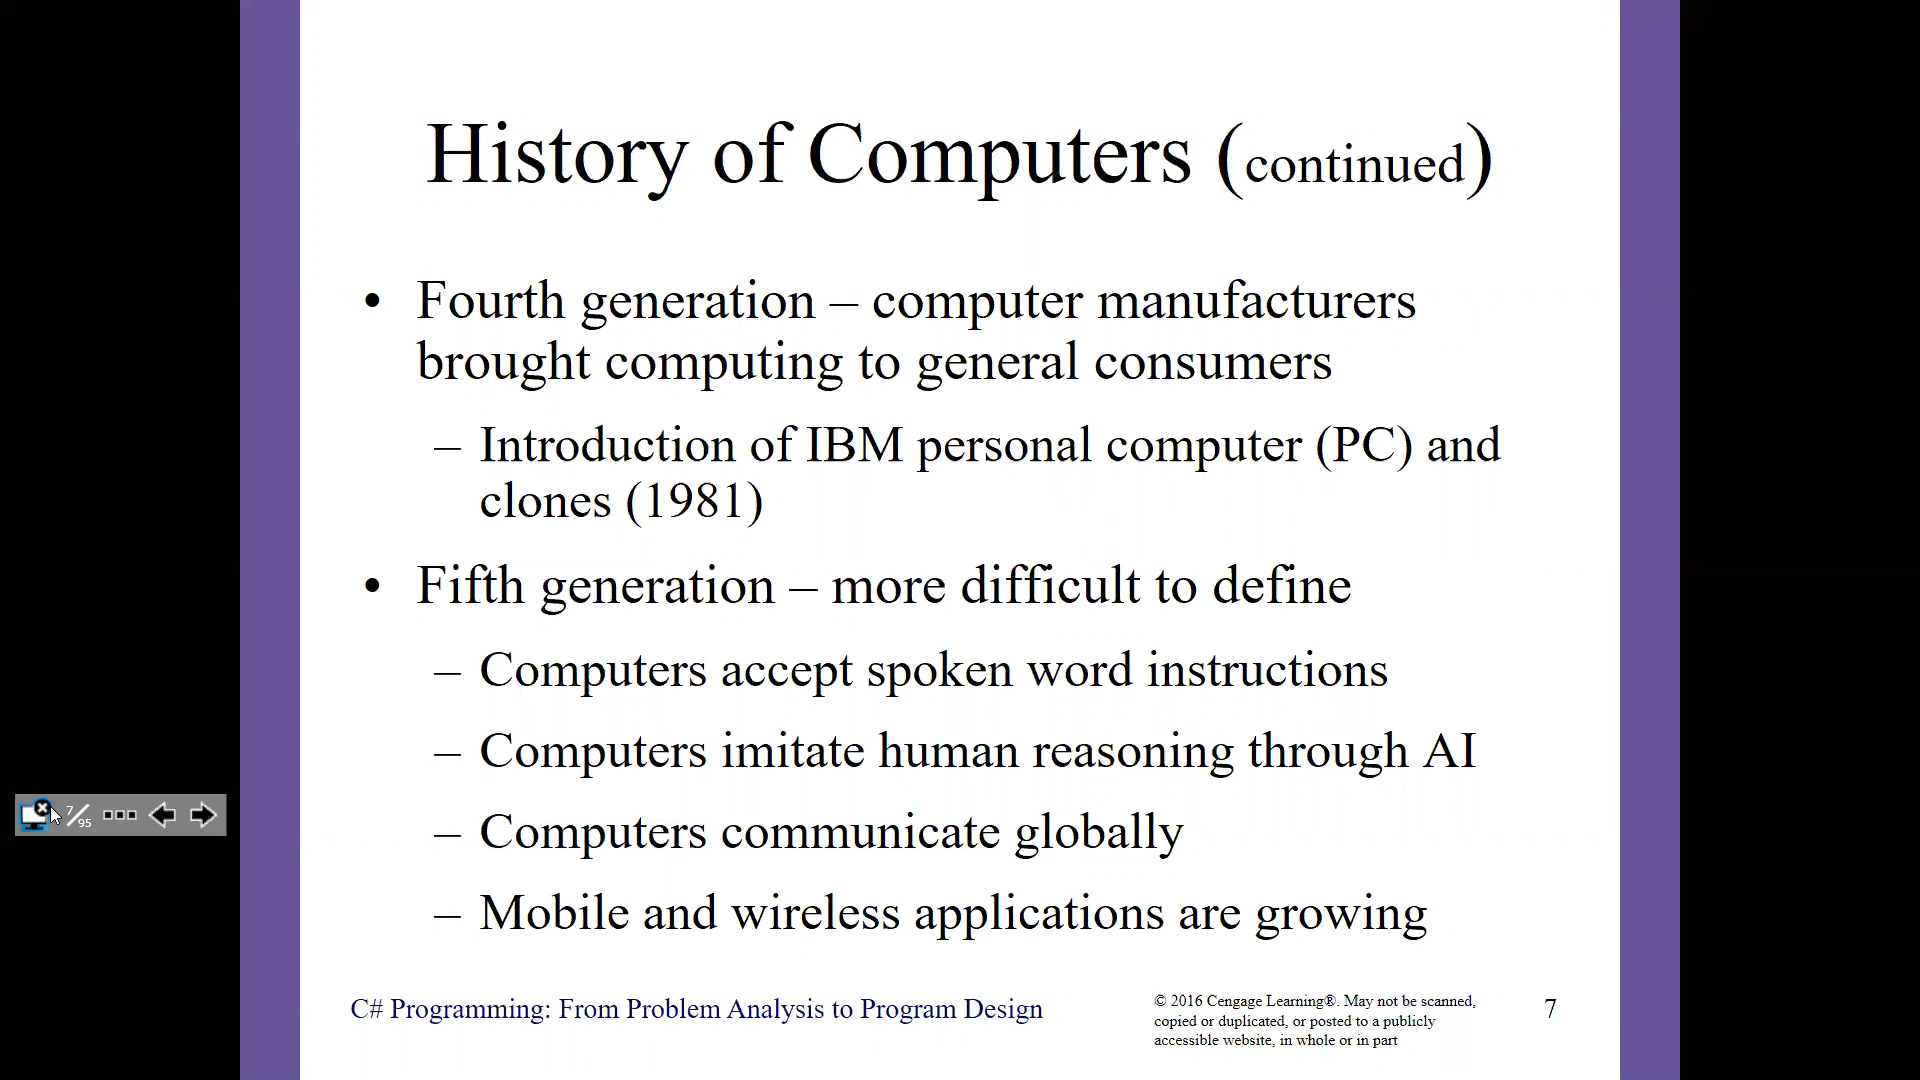 History of Computers (continued)
• Fourth generation – computer manufacturers
brought computing to general consumers
– Introduction of IBM personal computer (PC) and
clones (1981)
• Fifth generation – more difficult to define
– Computers accept spoken word instructions
– Computers imitate human reasoning through AI
7/95
– Computers communicate globally
– Mobile and wireless applications are growing
C# Programming: From Problem Analysis to Program Design
© 2016 Cengage Learning®. May not be scanned,
copied or duplicated, or posted to a publicly
accessible website, in whole or in part
7